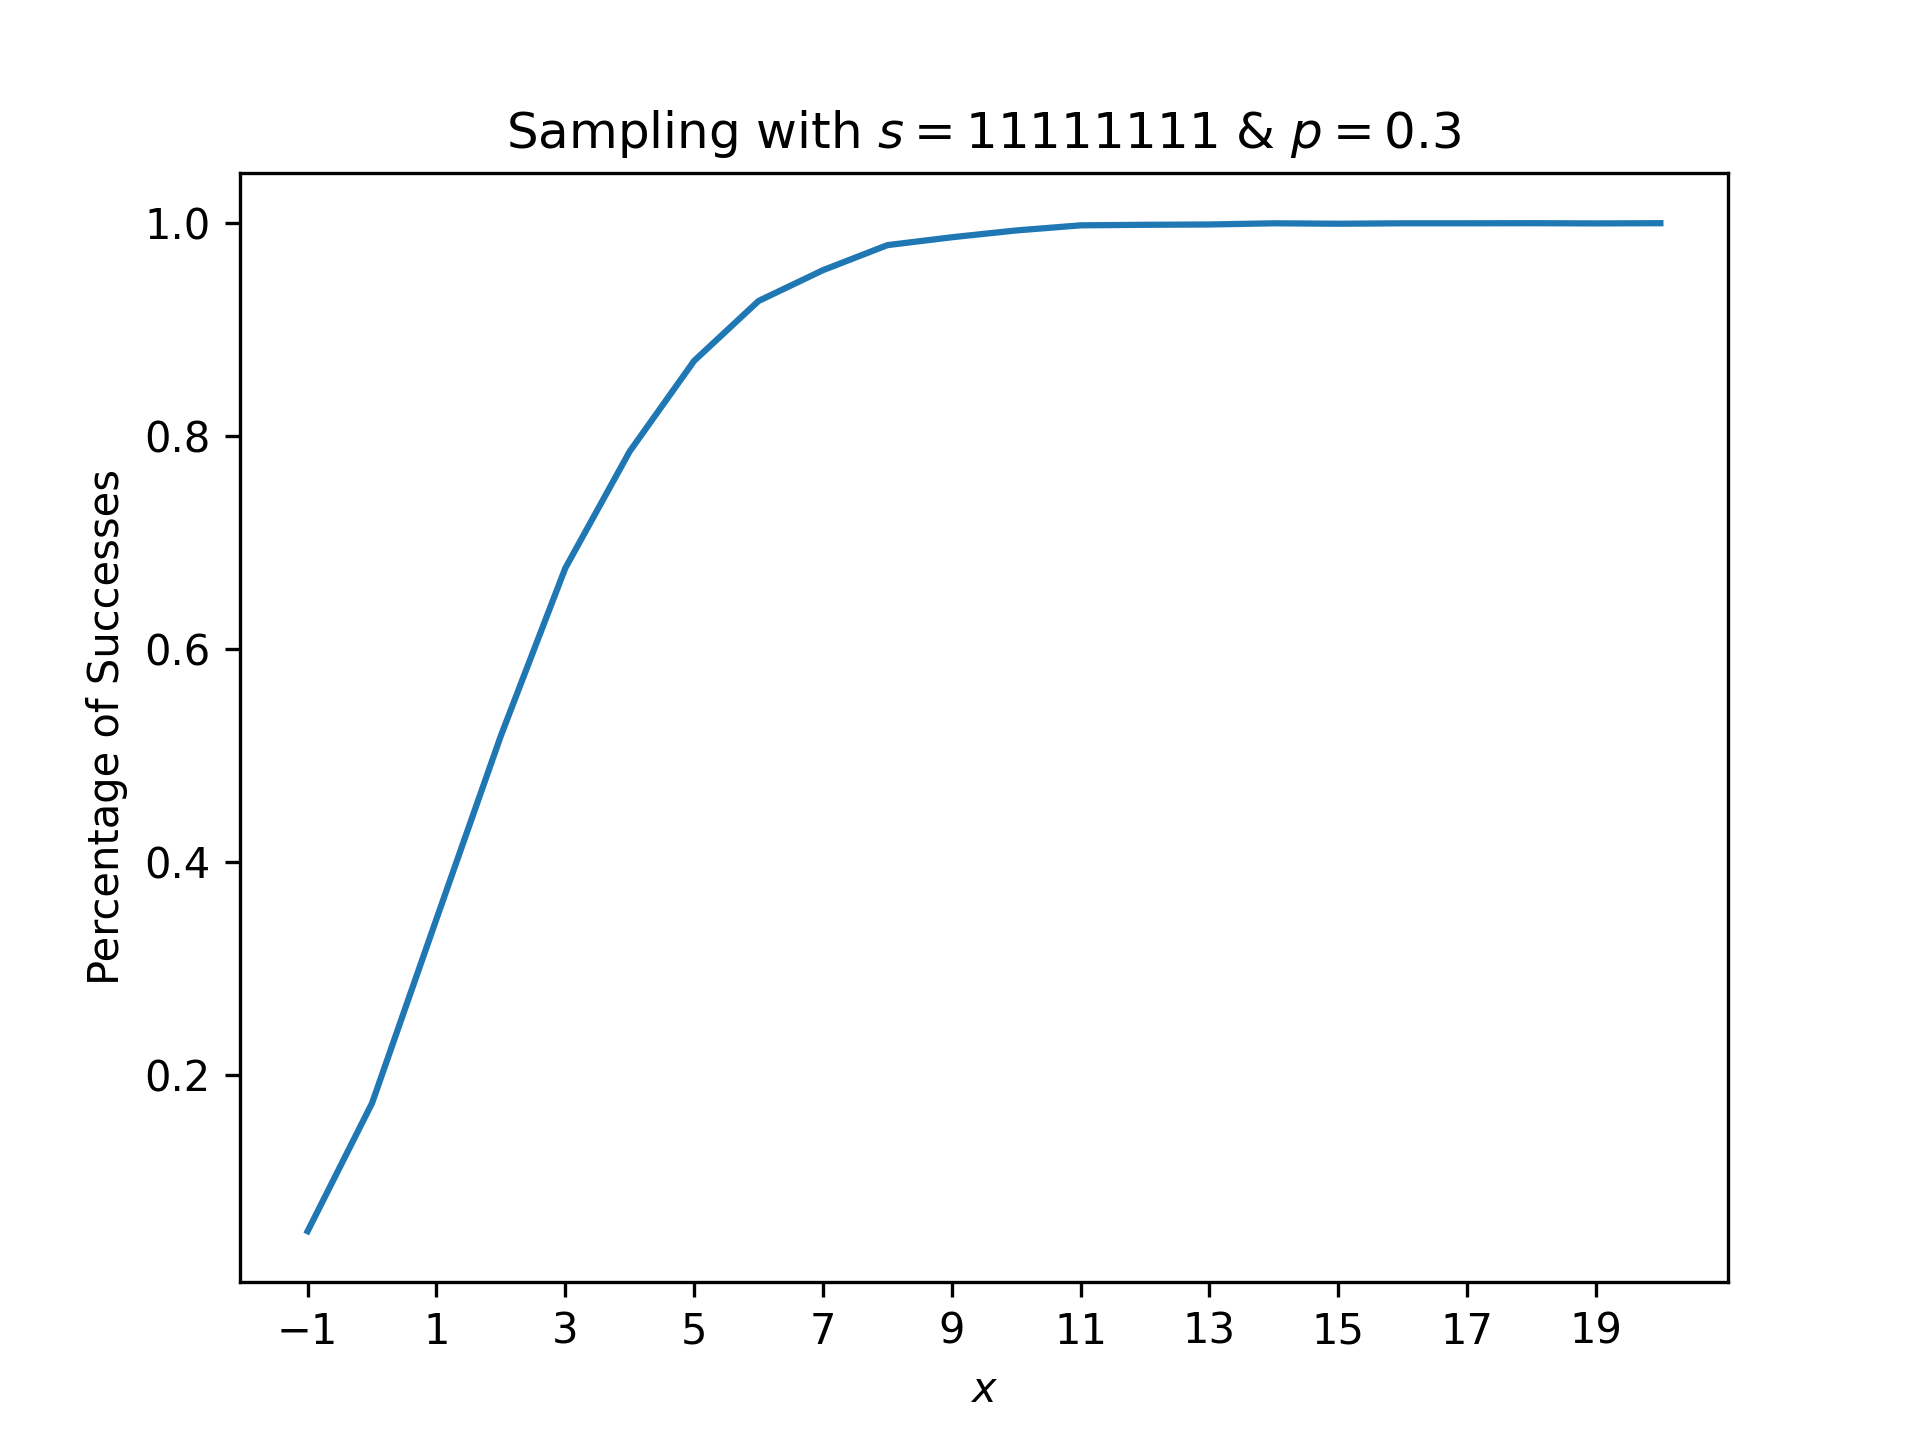 Sampling with s = 11111111 & p = 0.3
Percentage of Successes
1.0
0.8
0.6
0.4
0.2
−1 1 3 5 7 9 11 13 15 17 19
x